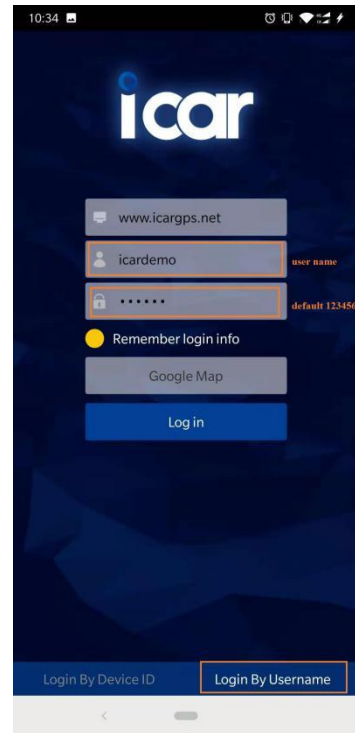 10:34
icar
www.icargps.net
icardemo
user name
••••••
default 123456
Remember login info
Google Map
Log in
Login By Device ID
Login By Username